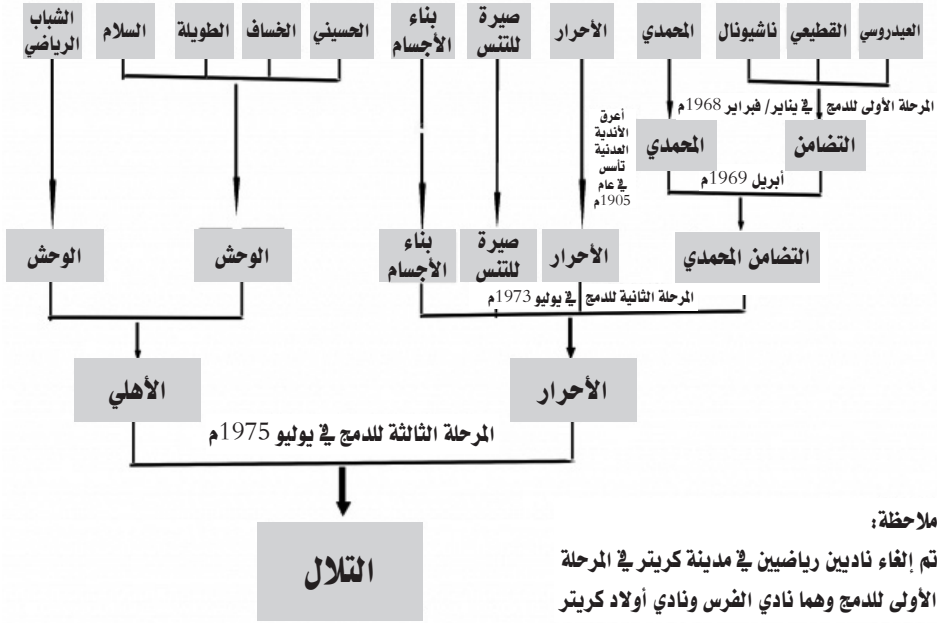 العيدروسي
القطيعي
ناشيونال
المحمدي
الأحرار
صيرة
للتنس
بناء
الأجسام
الحسيني
الخساف
الطويلة
السلام
الشباب
الرياضي
المرحلة الأولى للدمج في يناير/ فبراير 1968م
أعرق
الأندية
العدنية
تأسس
في عام
1905م
التضامن
المحمدي
أبريل 1969م
التضامن المحمدي
الأحرار
صيرة
للتنس
بناء
الأجسام
الوحش
الوحش
المرحلة الثانية للدمج في يوليو 1973م
الأحرار
الأهلي
المرحلة الثالثة للدمج في يوليو 1975م
التلال
ملاحظة:
تم إلغاء ناديين رياضيين في مدينة كريتر في المرحلة
الأولى للدمج وهما نادي الفرس ونادي أولاد كريتر